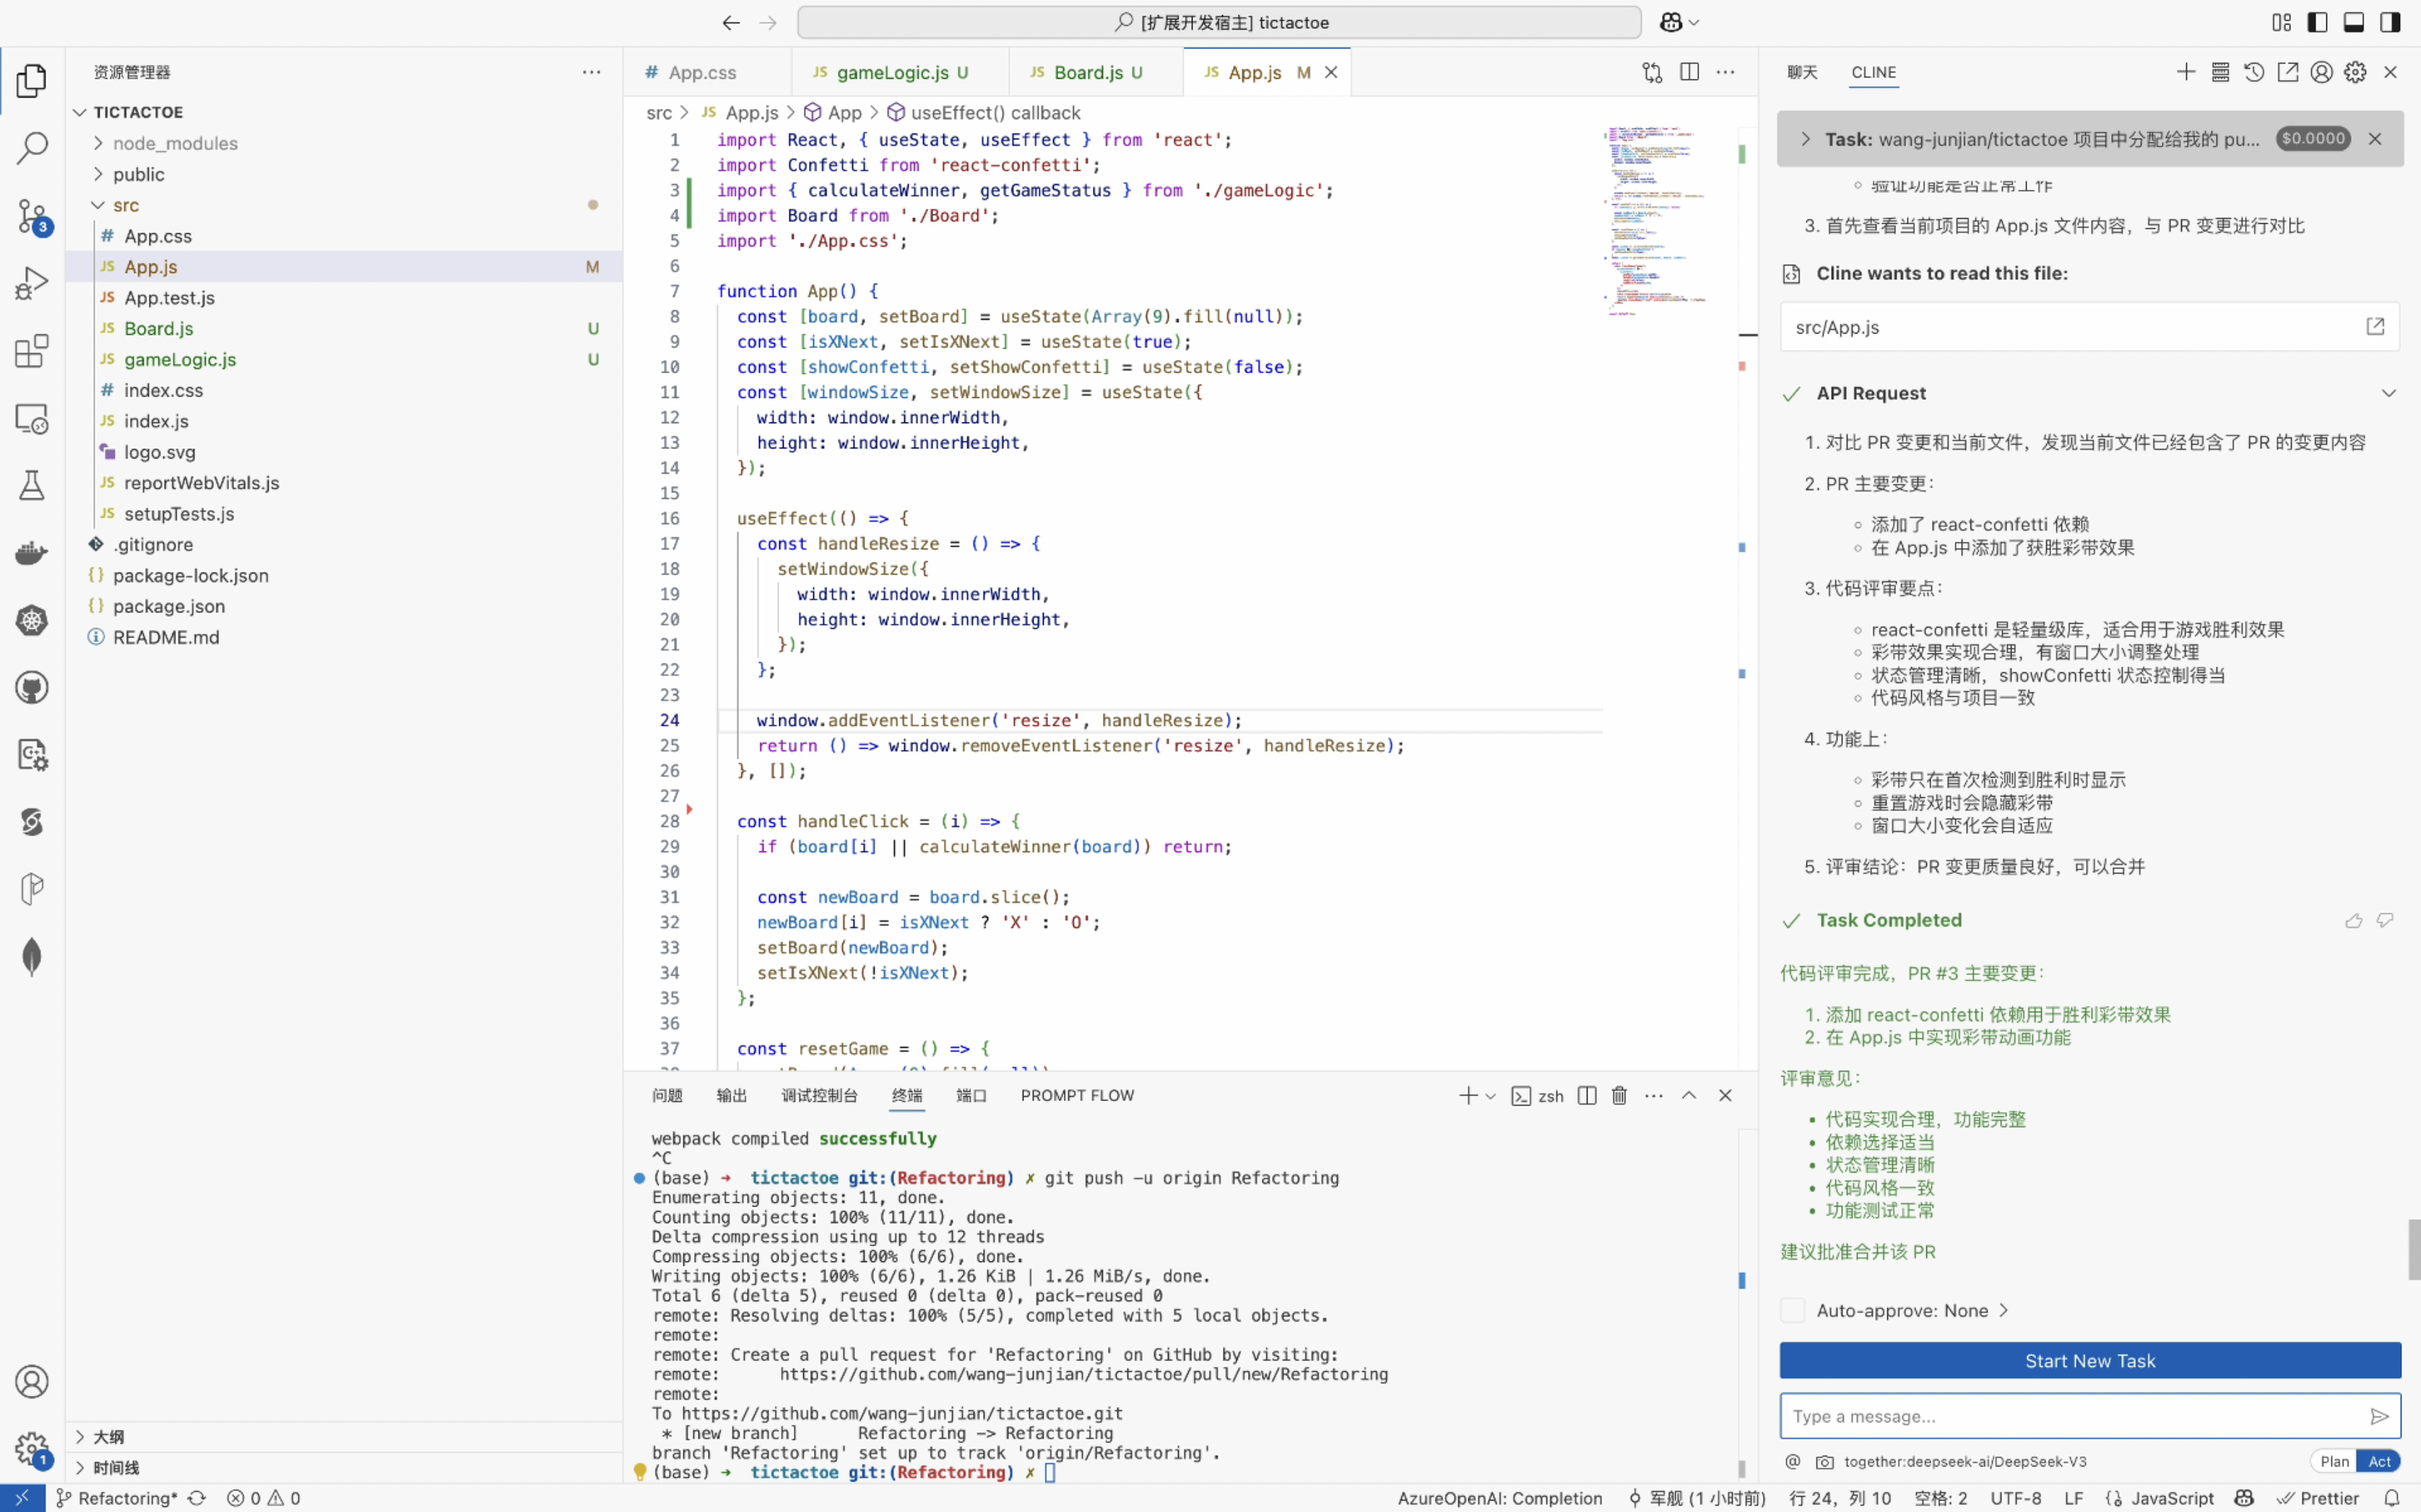 [扩展开发宿主] tictactoe
资源管理器
TICTACTOE
node_modules
public
src
App.css
App.js M
App.test.js
Board.js U
gameLogic.js U
index.css
index.js
logo.svg
reportWebVitals.js
setupTests.js
.gitignore
package-lock.json
package.json
README.md
大纲
时间线
3
1
App.css
gameLogic.js U
Board.js U
App.js M
src > App.js > App > useEffect() callback
1 import React, { useState, useEffect } from 'react';
2 import Confetti from 'react-confetti';
3 import { calculateWinner, getGameStatus } from './gameLogic';
4 import Board from './Board';
5 import './App.css';
6
7 function App() {
8 const [board, setBoard] = useState(Array(9).fill(null));
9 const [isXNext, setIsXNext] = useState(true);
10 const [showConfetti, setShowConfetti] = useState(false);
11 const [windowSize, setWindowSize] = useState({
12 width: window.innerWidth,
13 height: window.innerHeight,
14 });
15
16 useEffect(() => {
17 const handleResize = () => {
18 setWindowSize({
19 width: window.innerWidth,
20 height: window.innerHeight,
21 });
22 };
23
24 window.addEventListener('resize', handleResize);
25 return () => window.removeEventListener('resize', handleResize);
26 }, []);
27
28 const handleClick = (i) => {
29 if (board[i] || calculateWinner(board)) return;
30
31 const newBoard = board.slice();
32 newBoard[i] = isXNext ? 'X' : 'O';
33 setBoard(newBoard);
34 setIsXNext(!isXNext);
35 };
36
37 const resetGame = () => {
问题 输出 调试控制台 终端 端口 PROMPT FLOW
zsh
webpack compiled successfully
^C
(base) ➜ tictactoe git:(Refactoring) ✗ git push -u origin Refactoring
Enumerating objects: 11, done.
Counting objects: 100% (11/11), done.
Delta compression using up to 12 threads
Compressing objects: 100% (6/6), done.
Writing objects: 100% (6/6), 1.26 KiB | 1.26 MiB/s, done.
Total 6 (delta 5), reused 0 (delta 0), pack-reused 0
remote: Resolving deltas: 100% (5/5), completed with 5 local objects.
remote:
remote: Create a pull request for 'Refactoring' on GitHub by visiting:
remote: https://github.com/wang-junjian/tictactoe/pull/new/Refactoring
remote:
To https://github.com/wang-junjian/tictactoe.git
* [new branch] Refactoring -> Refactoring
branch 'Refactoring' set up to track 'origin/Refactoring'.
(base) ➜ tictactoe git:(Refactoring) ✗
聊天 CLINE
Task: wang-junjian/tictactoe 项目中分配给我的 pu... $0.0000
验证功能是否正常工作
3. 首先查看当前项目的 App.js 文件内容，与 PR 变更进行对比
Cline wants to read this file:
src/App.js
API Request
1. 对比 PR 变更和当前文件，发现当前文件已经包含了 PR 的变更内容
2. PR 主要变更：
添加了 react-confetti 依赖
在 App.js 中添加了获胜彩带效果
3. 代码评审要点：
react-confetti 是轻量级库，适合用于游戏胜利效果
彩带效果实现合理，有窗口大小调整处理
状态管理清晰，showConfetti 状态控制得当
代码风格与项目一致
4. 功能上：
彩带只在首次检测到胜利时显示
重置游戏时会隐藏彩带
窗口大小变化会自适应
5. 评审结论：PR 变更质量良好，可以合并
Task Completed
代码评审完成，PR #3 主要变更：
1. 添加 react-confetti 依赖用于胜利彩带效果
2. 在 App.js 中实现彩带动画功能
评审意见：
代码实现合理，功能完整
依赖选择适当
状态管理清晰
代码风格一致
功能测试正常
建议批准合并该 PR
Auto-approve: None
Start New Task
Type a message...
together:deepseek-ai/DeepSeek-V3
Plan Act
Refactoring* 0 0 AzureOpenAI: Completion 军舰 (1 小时前) 行 24，列 10 空格: 2 UTF-8 LF JavaScript Prettier